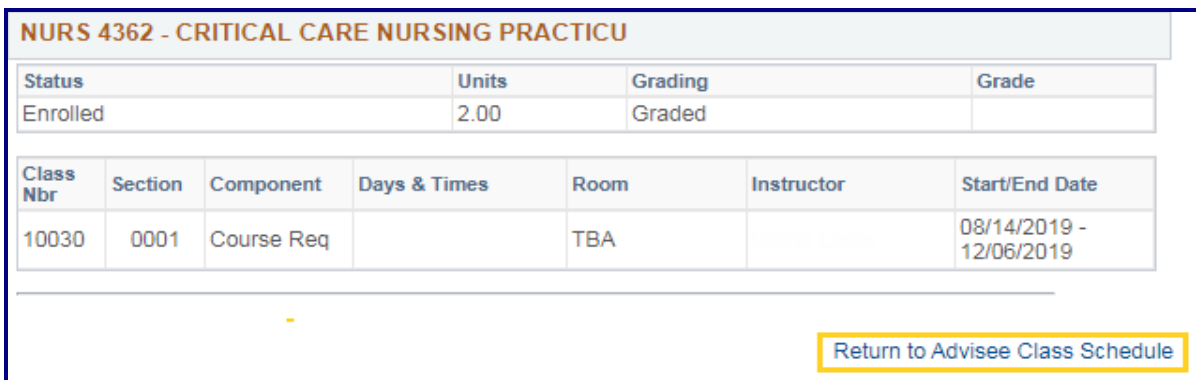 NURS 4362 - CRITICAL CARE NURSING PRACTICU
Status Units Grading Grade
Enrolled 2.00 Graded
Class Nbr Section Component Days & Times Room Instructor Start/End Date
10030 0001 Course Req TBA 08/14/2019 - 12/06/2019
Return to Advisee Class Schedule